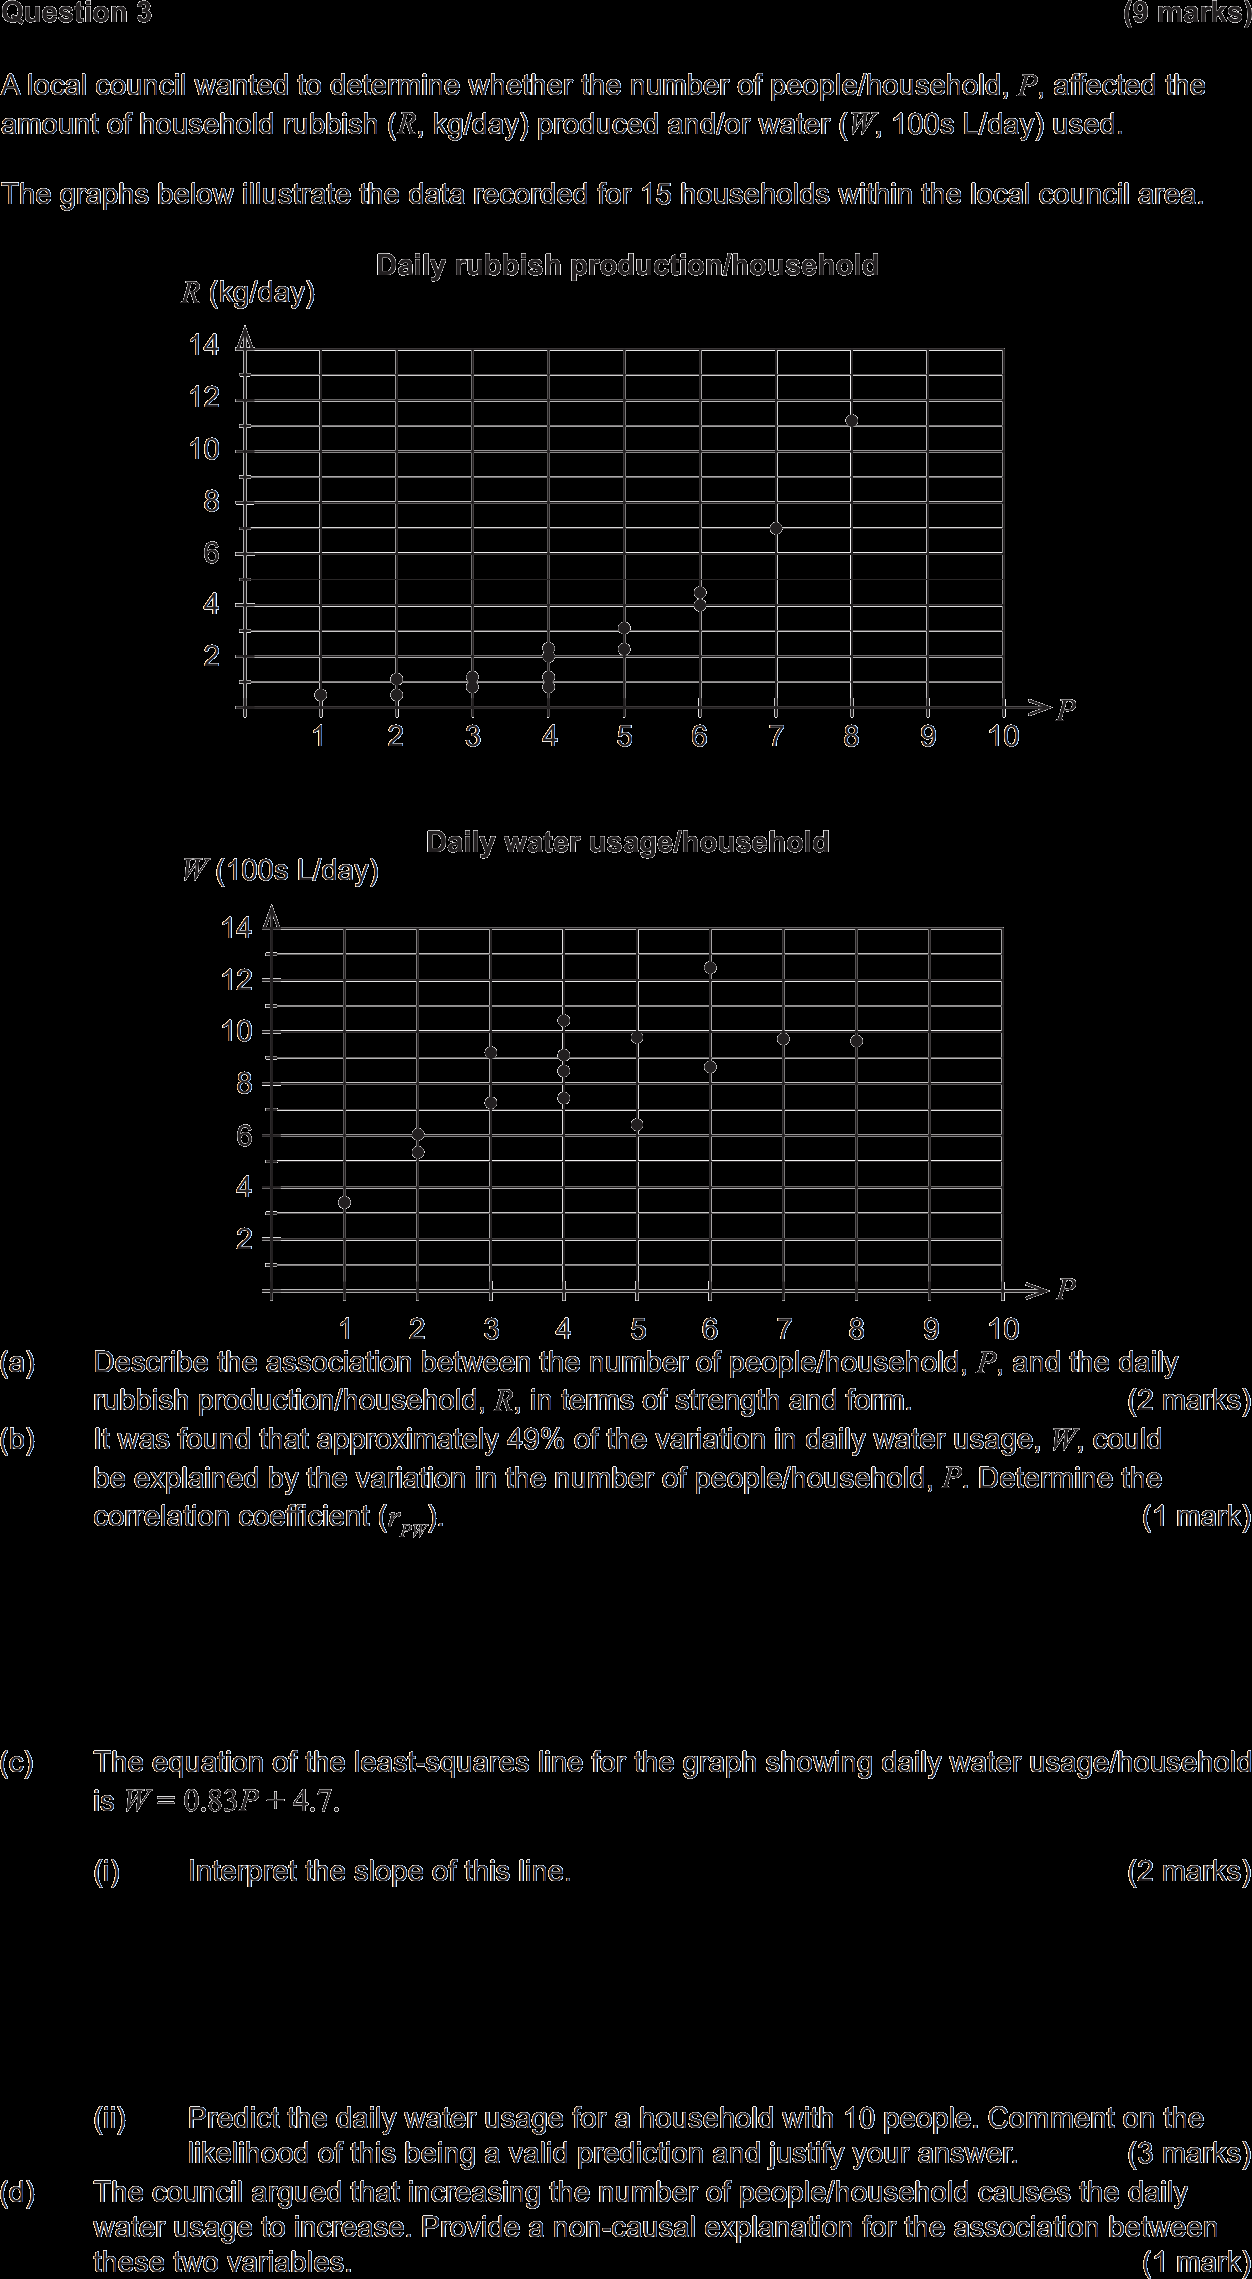 Question 3 (9 marks)
A local council wanted to determine whether the number of people/household, P, affected the
amount of household rubbish (R, kg/day) produced and/or water (W, 100s L/day) used.
The graphs below illustrate the data recorded for 15 households within the local council area.
Daily rubbish production/household
R (kg/day)
14
12
10
8
6
4
2
P
1 2 3 4 5 6 7 8 9 10
Daily water usage/household
W (100s L/day)
14
12
10
8
6
4
2
P
1 2 3 4 5 6 7 8 9 10
(a) Describe the association between the number of people/household, P, and the daily
rubbish production/household, R, in terms of strength and form. (2 marks)
(b) It was found that approximately 49% of the variation in daily water usage, W, could
be explained by the variation in the number of people/household, P. Determine the
correlation coefficient (r_PW). (1 mark)
(c) The equation of the least-squares line for the graph showing daily water usage/household
is W = 0.83P + 4.7.
(i) Interpret the slope of this line. (2 marks)
(ii) Predict the daily water usage for a household with 10 people. Comment on the
likelihood of this being a valid prediction and justify your answer. (3 marks)
(d) The council argued that increasing the number of people/household causes the daily
water usage to increase. Provide a non-causal explanation for the association between
these two variables. (1 mark)